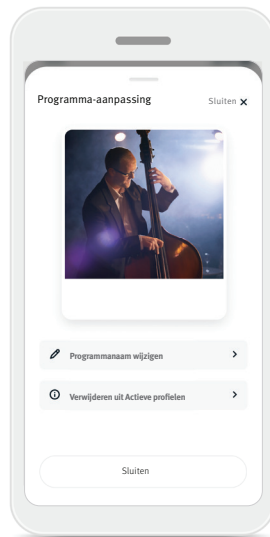 Programma-aanpassing Sluiten ×
Programmanaam wijzigen
Verwijderen uit Actieve profielen
Sluiten